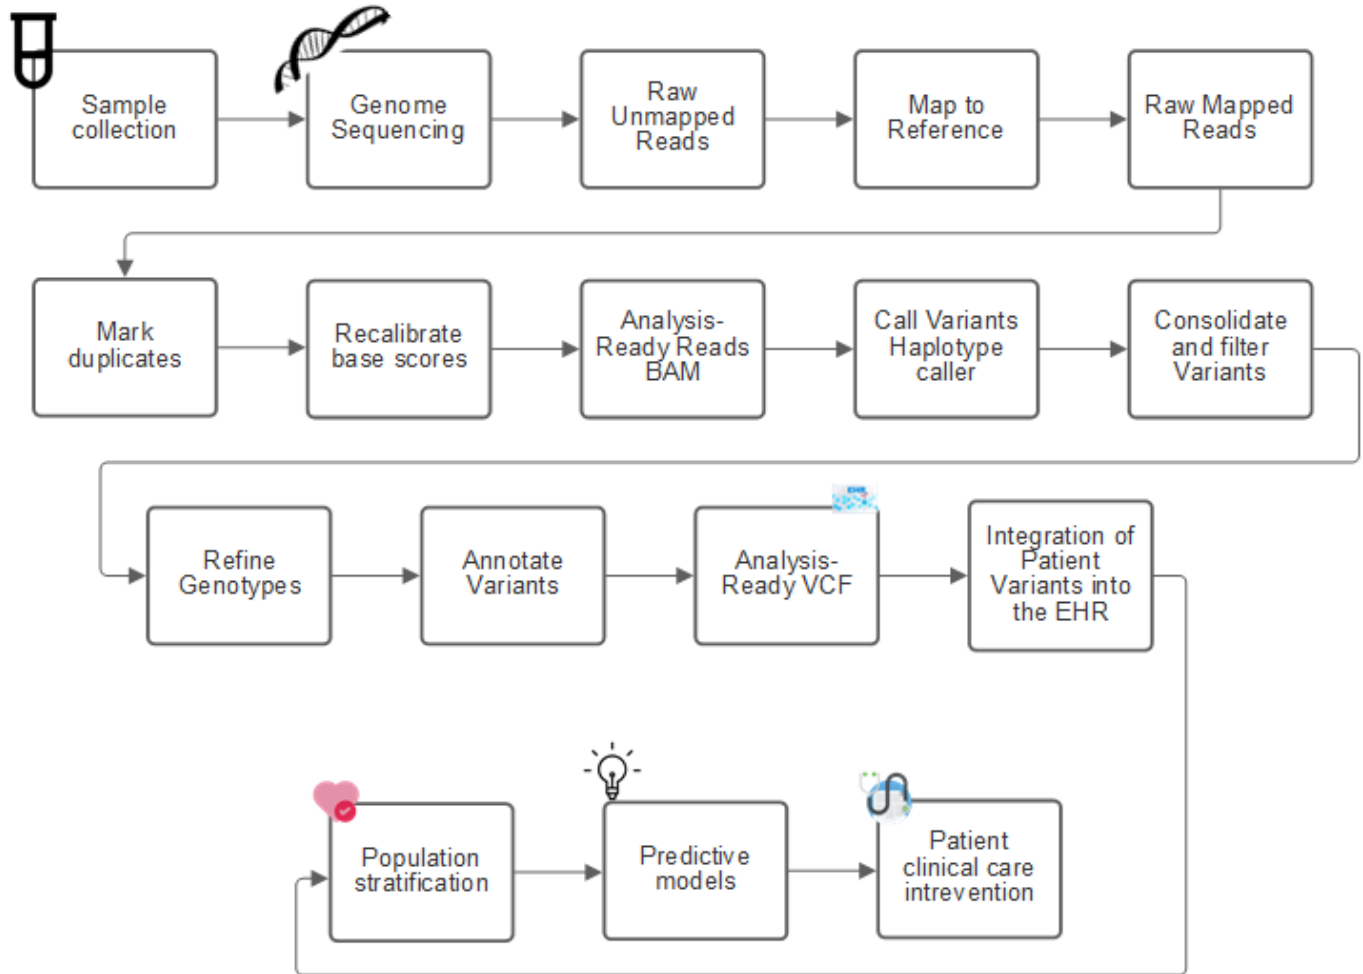 Sample
collection
Genome
Sequencing
Raw
Unmapped
Reads
Map to
Reference
Raw Mapped
Reads
Mark
duplicates
Recalibrate
base scores
Analysis-
Ready Reads
BAM
Call Variants
Haplotype
caller
Consolidate
and filter
Variants
Refine
Genotypes
Annotate
Variants
EHR
Analysis-
Ready VCF
Integration of
Patient
Variants into
the EHR
Population
stratification
Predictive
models
Patient
clinical care
intrevention